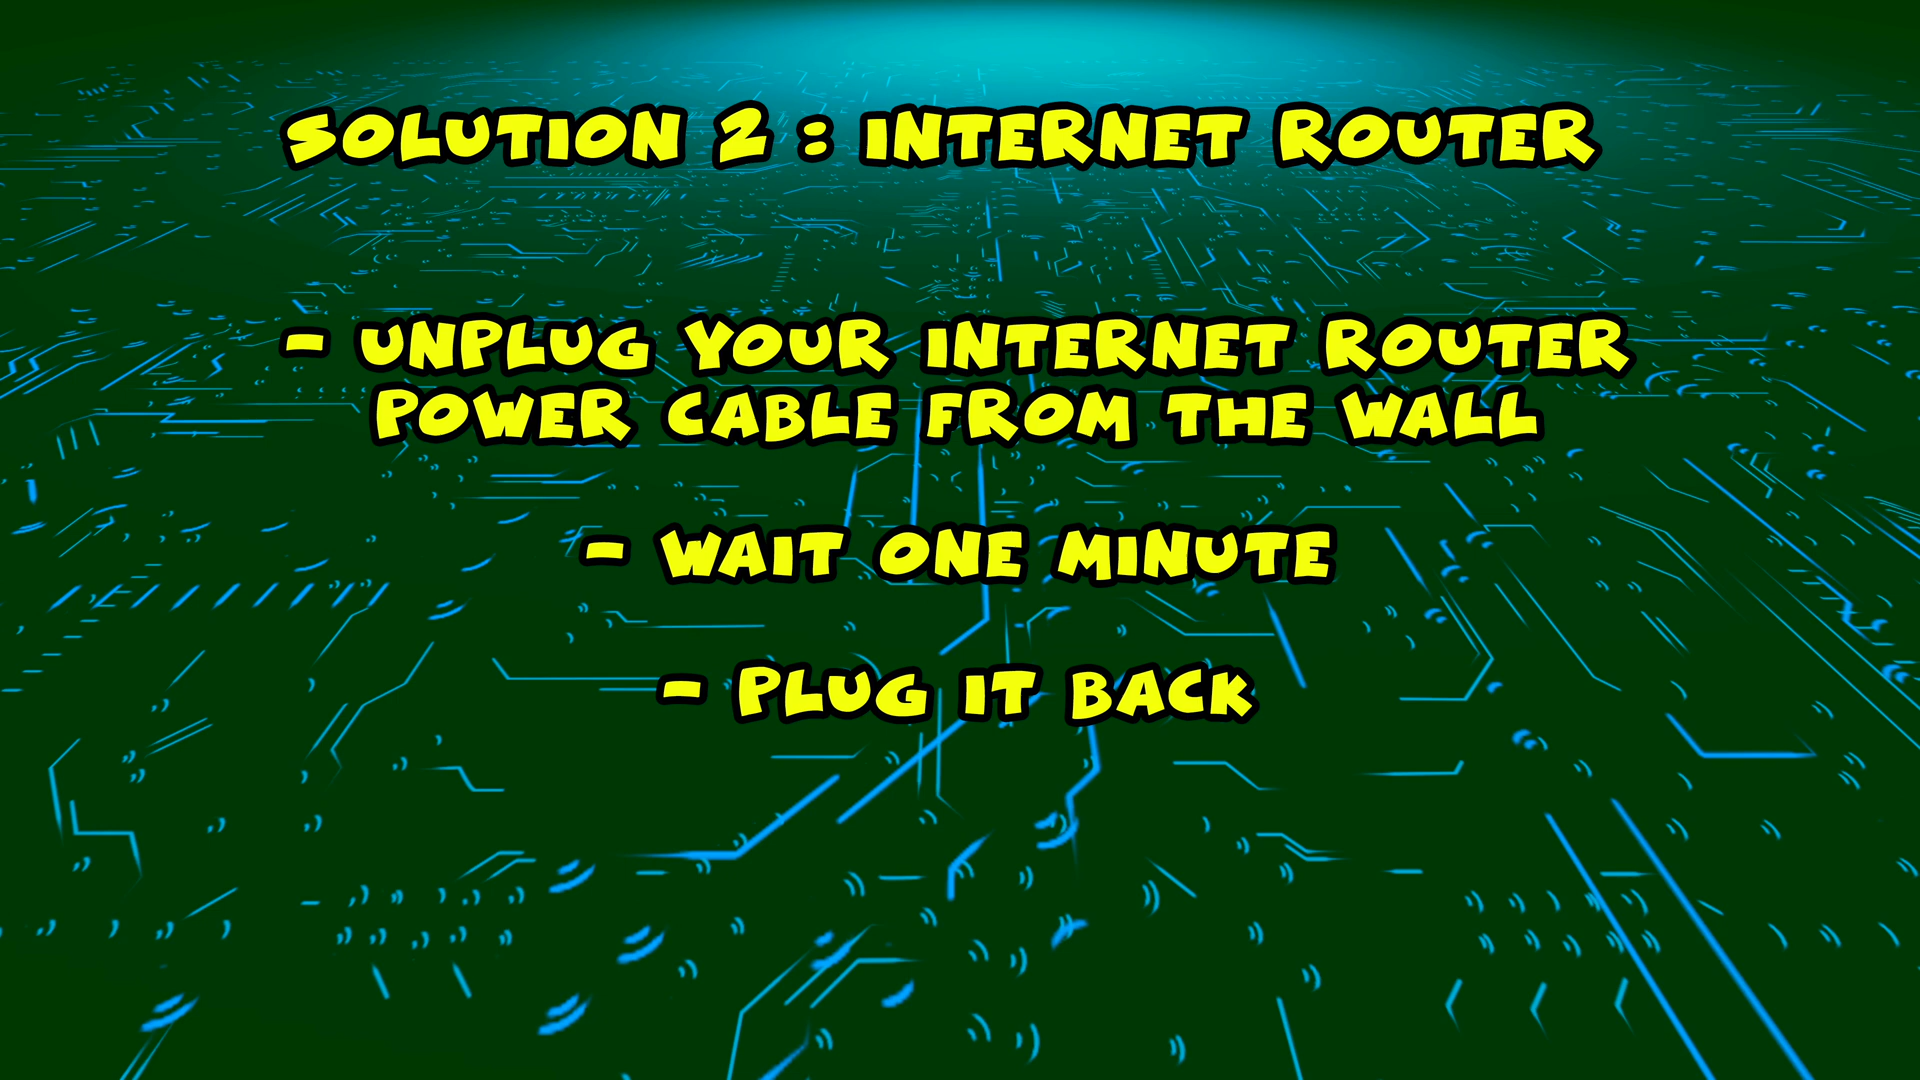 SOLUTION 2 : INTERNET ROUTER
- UNPLUG YOUR INTERNET ROUTER
POWER CABLE FROM THE WALL
- WAIT ONE MINUTE
- PLUG IT BACK